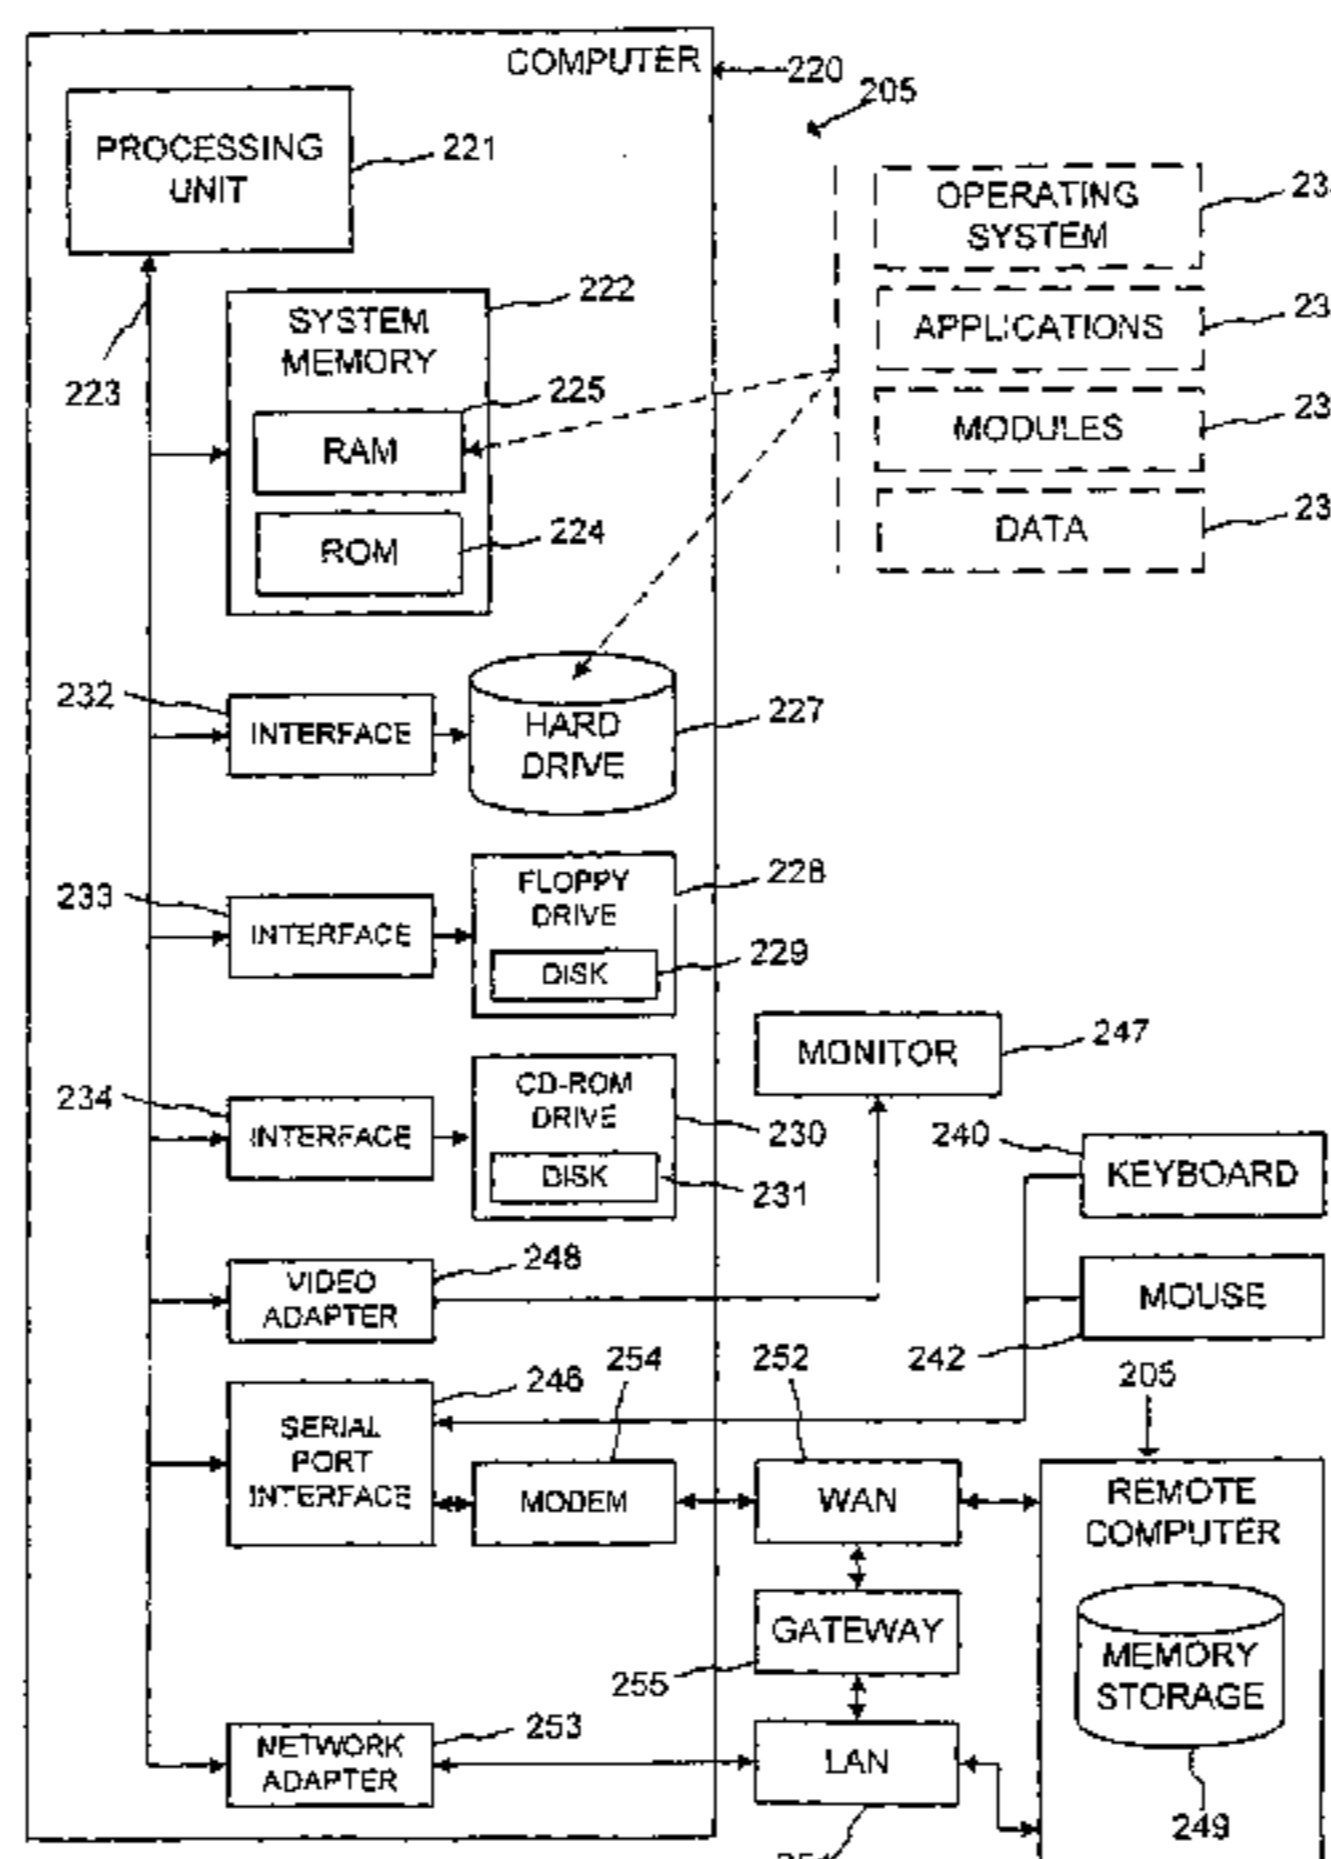 COMPUTER
220
205
PROCESSING
UNIT
221
OPERATING
SYSTEM
222
SYSTEM
MEMORY
APPLICATIONS
223
225
RAM
MODULES
224
ROM
DATA
232
INTERFACE
HARD
DRIVE
227
233
INTERFACE
FLOPPY
DRIVE
228
DISK
229
MONITOR
247
234
INTERFACE
CD-ROM
DRIVE
230
DISK
231
240
KEYBOARD
VIDEO
ADAPTER
248
MOUSE
242
246
254
252
205
SERIAL
PORT
INTERFACE
MODEM
WAN
REMOTE
COMPUTER
GATEWAY
255
MEMORY
STORAGE
253
NETWORK
ADAPTER
LAN
249